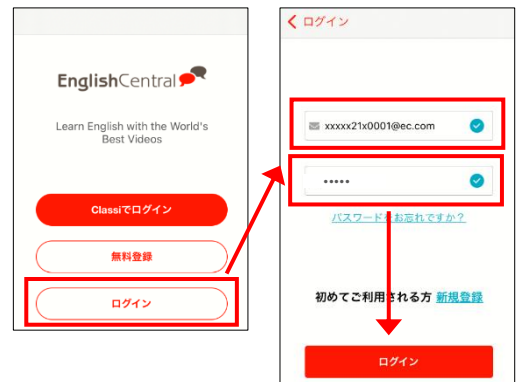 EnglishCentral
Learn English with the World's
Best Videos
Classiでログイン
無料登録
ログイン
ログイン
xxxxx21x0001@ec.com
•••••
パスワードをお忘れですか？
初めてご利用される方 新規登録
ログイン